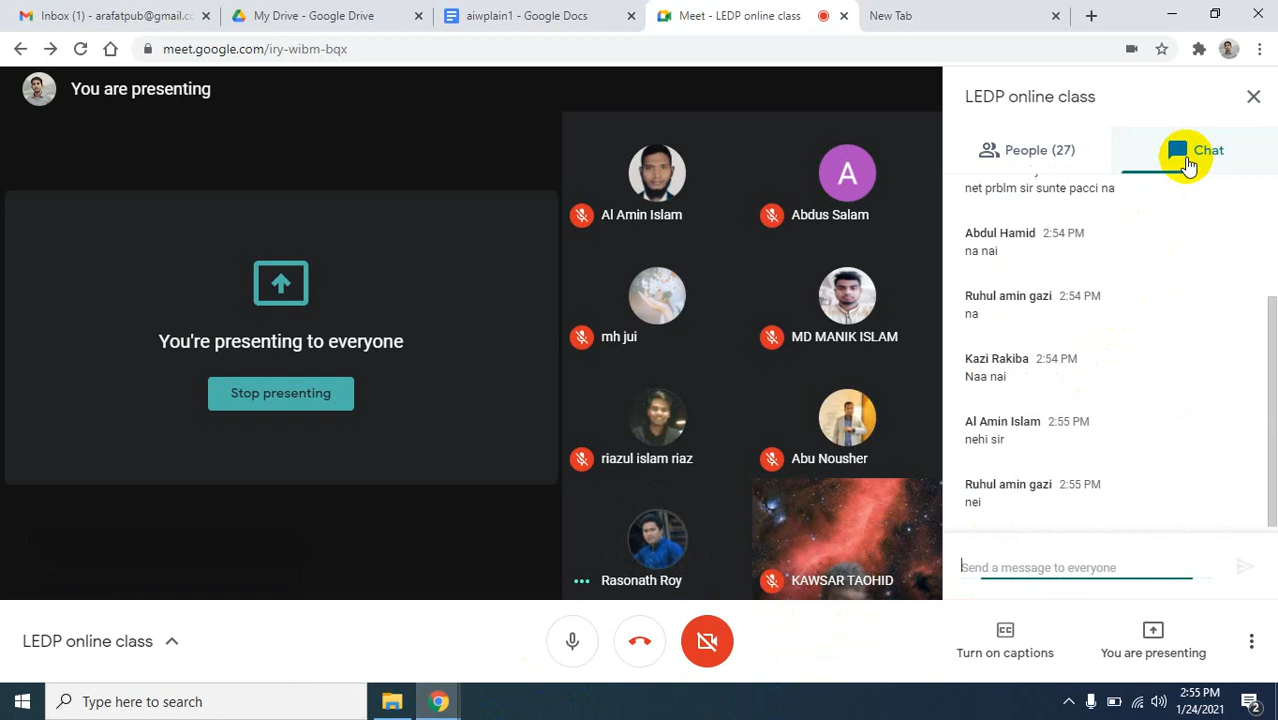 Inbox (1) - arafatpub@gmail.
My Drive - Google Drive
aiwplain1 - Google Docs
Meet - LEDP online class
New Tab
meet.google.com/iry-wibm-bqx
You are presenting
LEDP online class
People (27)
Chat
net prblm sir sunte pacci na
Abdul Hamid 2:54 PM
na nai
Ruhul amin gazi 2:54 PM
na
Kazi Rakiba 2:54 PM
Naa nai
Al Amin Islam 2:55 PM
nehi sir
Ruhul amin gazi 2:55 PM
nei
Send a message to everyone
You're presenting to everyone
Stop presenting
Al Amin Islam
A
Abdus Salam
mh jui
MD MANIK ISLAM
riazul islam riaz
Abu Nousher
Rasonath Roy
KAWSAR TAOHID
LEDP online class
CC
Turn on captions
You are presenting
Type here to search
2:55 PM
1/24/2021
2